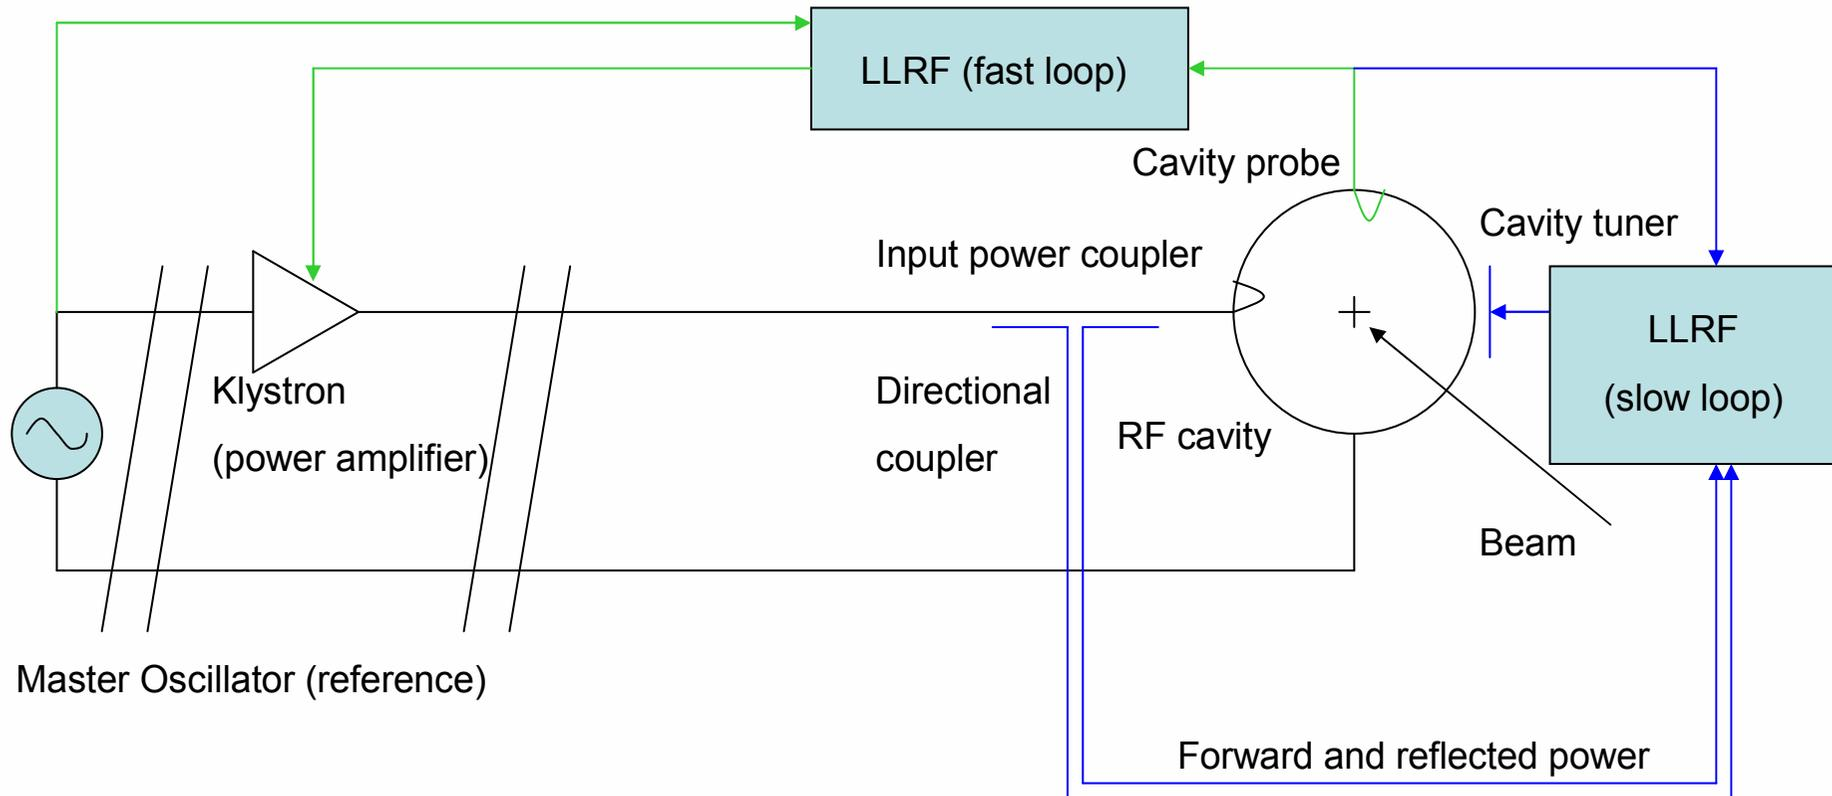 LLRF (fast loop)
Cavity probe
Cavity tuner
Input power coupler
LLRF
(slow loop)
Klystron
(power amplifier)
Directional
coupler
RF cavity
Beam
Master Oscillator (reference)
Forward and reflected power